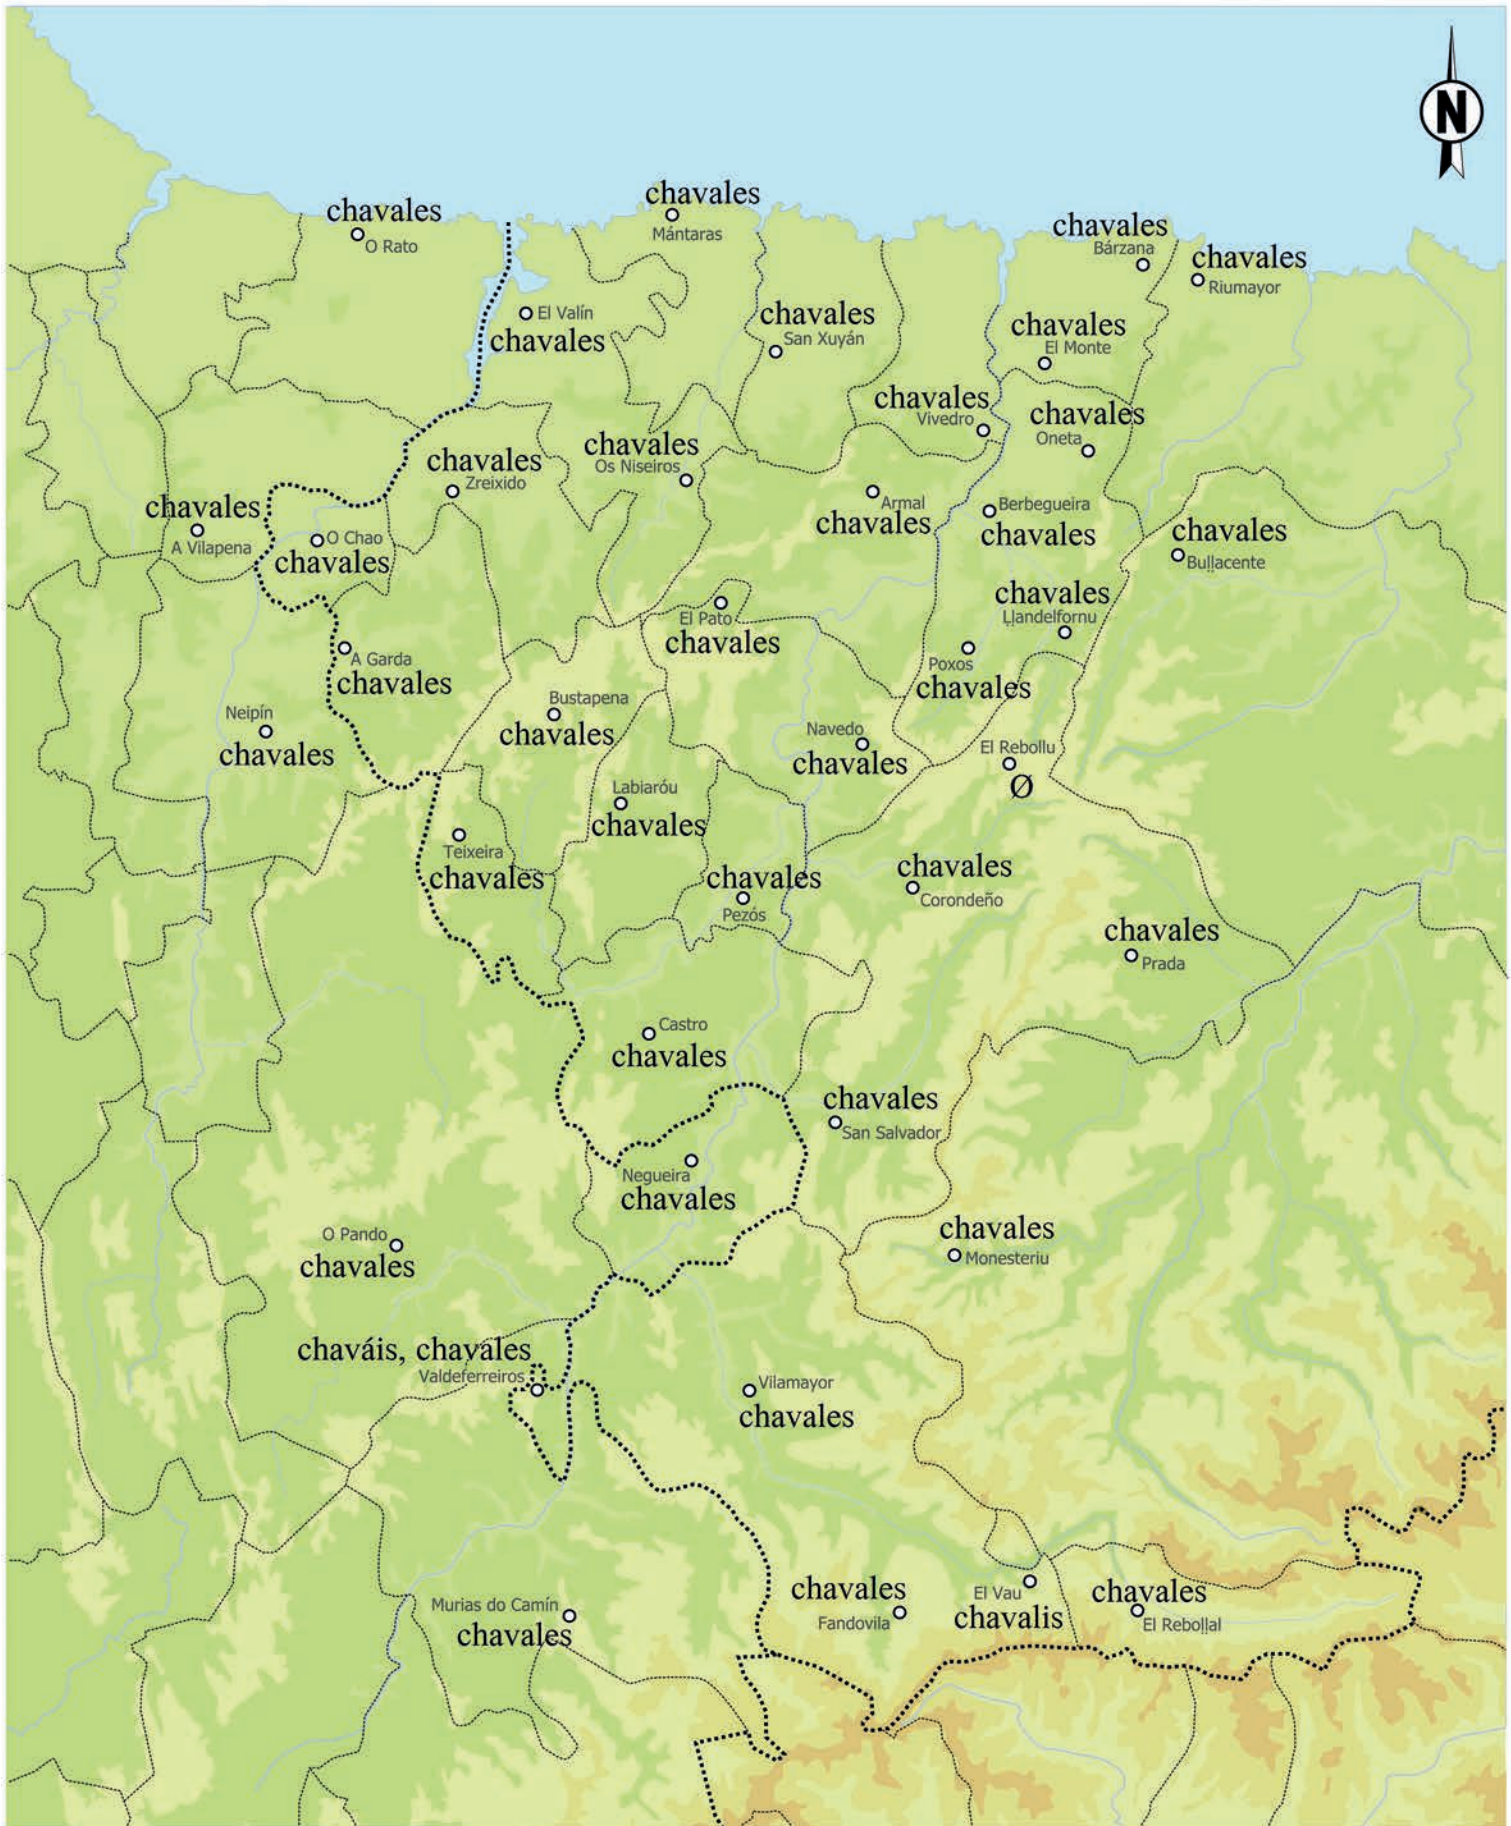 N
chavales
O Rato
chavales
Mántaras
chavales
Bárzana
chavales
Riumayor
El Valín
chavales
chavales
San Xuyán
chavales
El Monte
chavales
Vivedro
chavales
Oneta
chavales
Zreixido
chavales
Os Niseiros
Armal
chavales
Berbegueira
chavales
chavales
A Vilapena
O Chao
chavales
chavales
Buḷḷacente
chavales
Ḷḷandelfornu
El Pato
chavales
A Garda
chavales
Poxos
chavales
Neipín
chavales
Bustapena
chavales
Navedo
chavales
El Rebollu
Ø
Labiaróu
chavales
Teixeira
chavales
chavales
Pezós
chavales
Corondeño
chavales
Prada
Castro
chavales
chavales
San Salvador
Negueira
chavales
O Pando
chavales
chavales
Monesteriu
chaváis, chavales
Valdeferreiros
Vilamayor
chavales
Murias do Camín
chavales
chavales
Fandovila
El Vau
chavalis
chavales
El Reboḷḷal